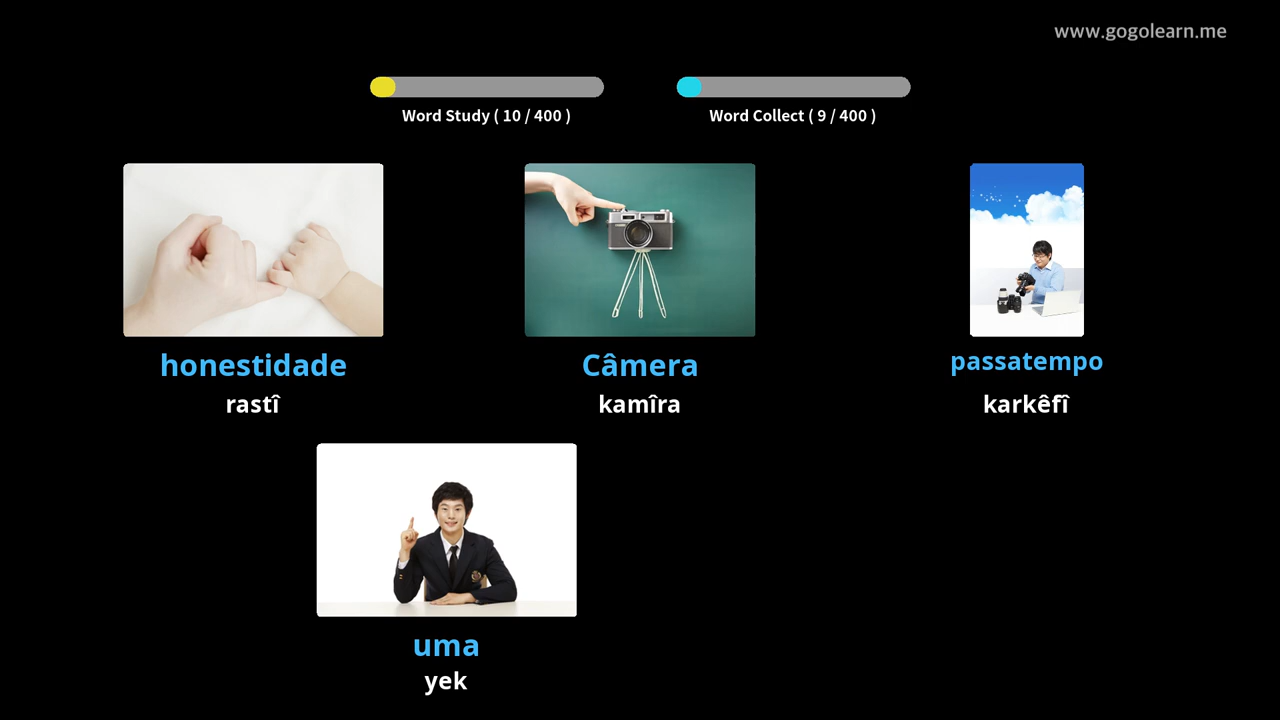 www.gogolearn.me
Word Study ( 10 / 400 )
Word Collect ( 9 / 400 )
honestidade
rastî
Câmera
kamîra
passatempo
karkêfî
uma
yek